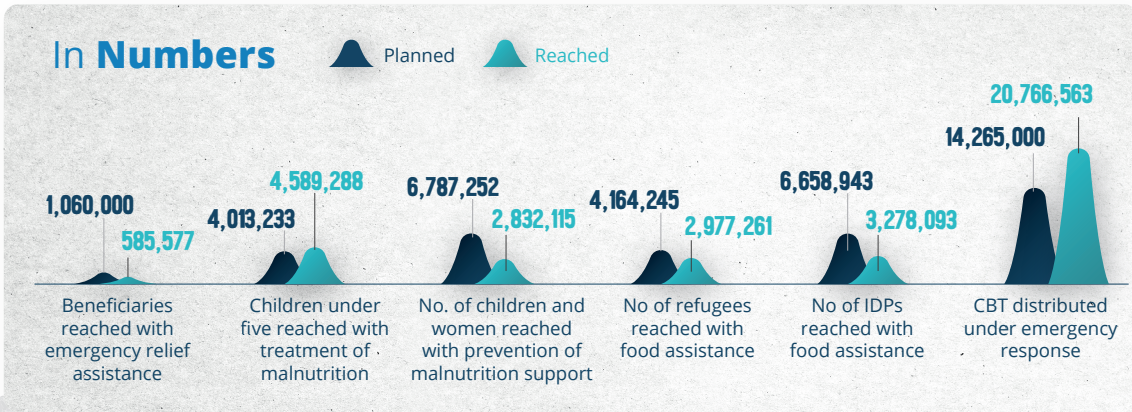 In Numbers
Planned
Reached
1,060,000
585,577
Beneficiaries
reached with
emergency relief
assistance
4,013,233
4,589,288
Children under
five reached with
treatment of
malnutrition
6,787,252
2,832,115
No. of children and
women reached
with prevention of
malnutrition support
4,164,245
2,977,261
No of refugees
reached with
food assistance
6,658,943
3,278,093
No of IDPs
reached with
food assistance
14,265,000
20,766,563
CBT distributed
under emergency
response